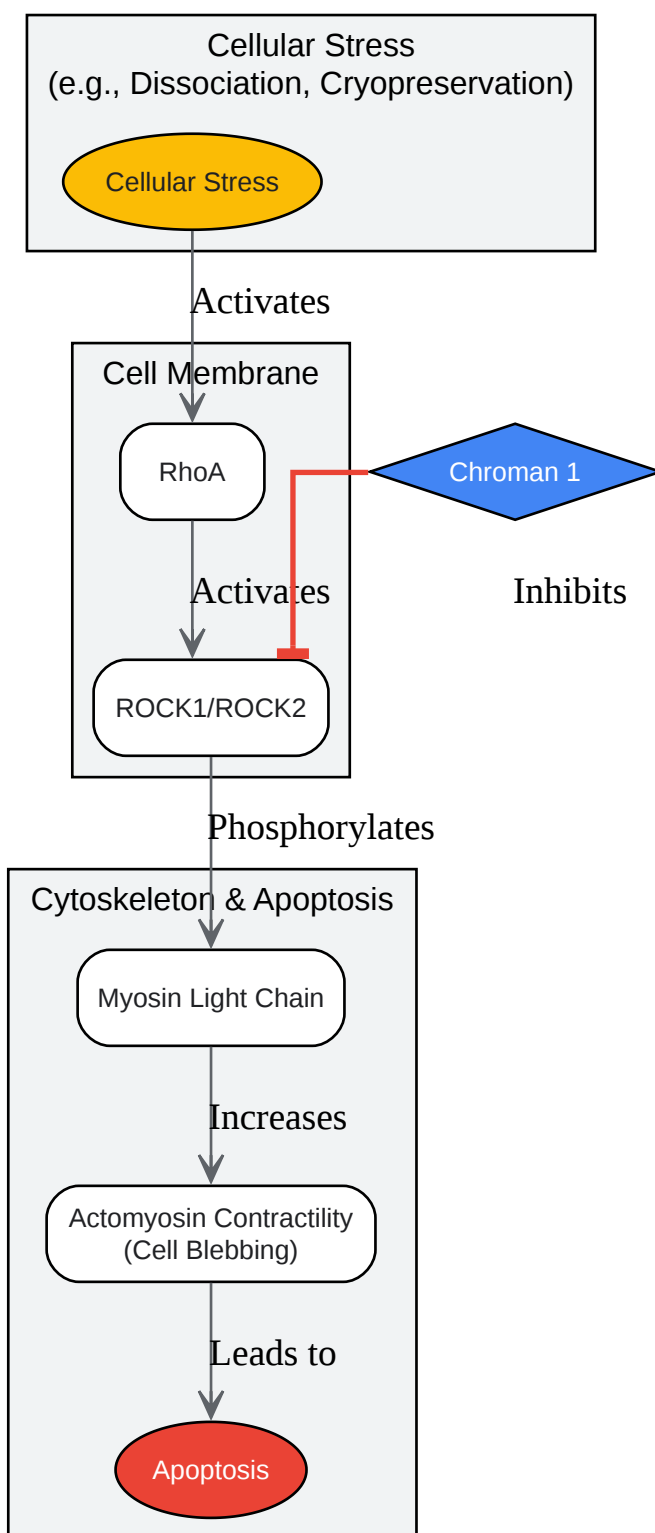 Cellular Stress
(e.g., Dissociation, Cryopreservation)
Cellular Stress
Activates
Cell Membrane
RhoA
Chroman 1
Activates
Inhibits
ROCK1/ROCK2
Phosphorylates
Cytoskeleton & Apoptosis
Myosin Light Chain
Increases
Actomyosin Contractility
(Cell Blebbing)
Leads to
Apoptosis